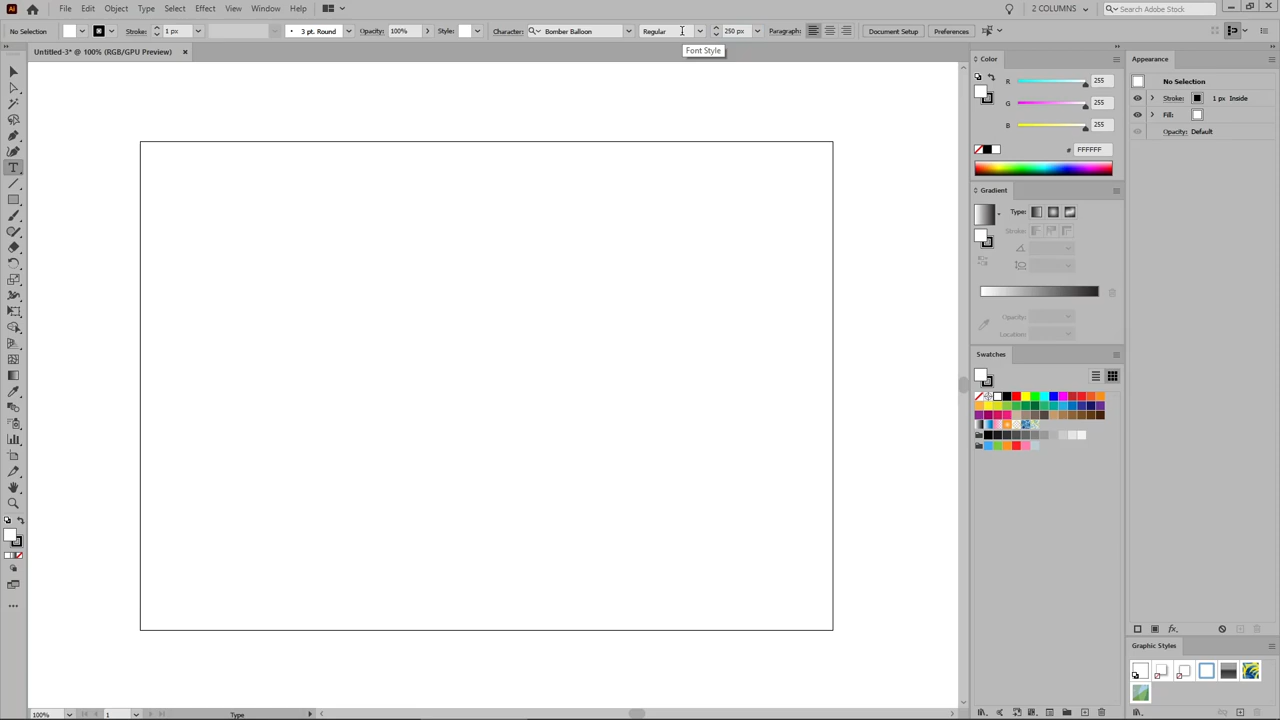 Ai File Edit Object Type Select Effect View Window Help 2 COLUMNS Search Adobe Stock
No Selection Stroke: 1 px 3 pt. Round Opacity: 100% Style: Character: Bomber Balloon Regular 250 px Paragraph: Document Setup Preferences
Font Style
Untitled-3* @ 100% (RGB/GPU Preview) ×
Color
R 255
G 255
B 255
# FFFFFF
Gradient
Type:
Stroke:
Opacity:
Location:
Swatches
Appearance
No Selection
Stroke: 1 px Inside
Fill:
Opacity: Default
Graphic Styles
100% 1 Type